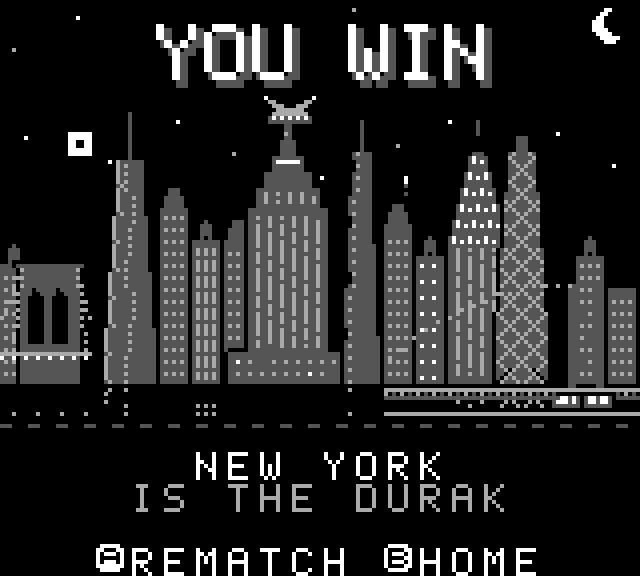 YOU WIN
NEW YORK
IS THE DURAK
Ⓐ REMATCH Ⓑ HOME